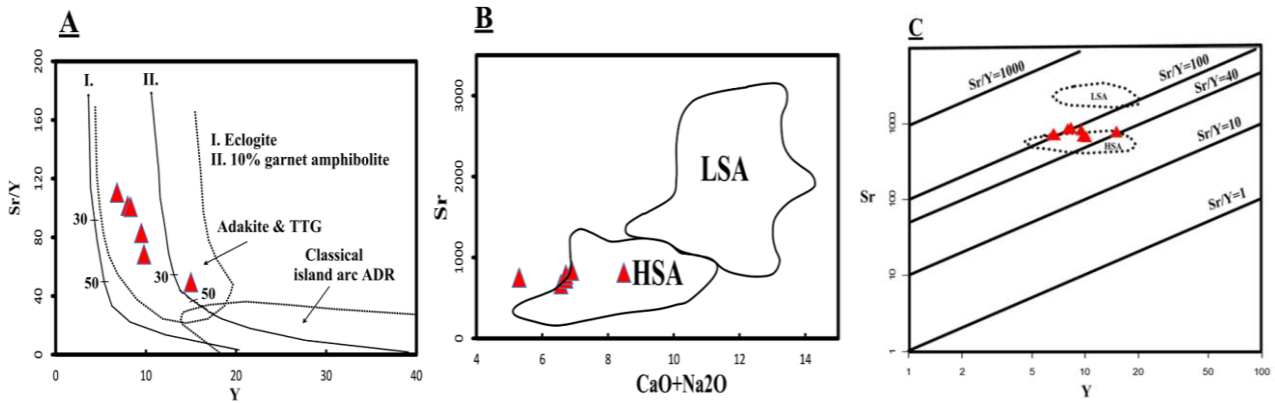 A
200
160
120
80
40
0
Sr/Y
0
10
20
30
40
Y
I.
II.
I. Eclogite
II. 10% garnet amphibolite
Adakite & TTG
Classical
island arc ADR
30
50
30
50
B
3000
2000
1000
0
Sr
4
6
8
10
12
14
CaO+Na2O
LSA
HSA
C
1000
100
10
1
Sr
1
2
5
10
20
50
100
Y
Sr/Y=1000
Sr/Y=100
Sr/Y=40
Sr/Y=10
Sr/Y=1
LSA
HSA